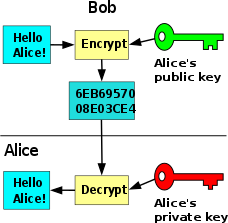 Bob
Hello
Alice!
Encrypt
Alice's
public key
6EB69570
08E03CE4
Alice
Hello
Alice!
Decrypt
Alice's
private key